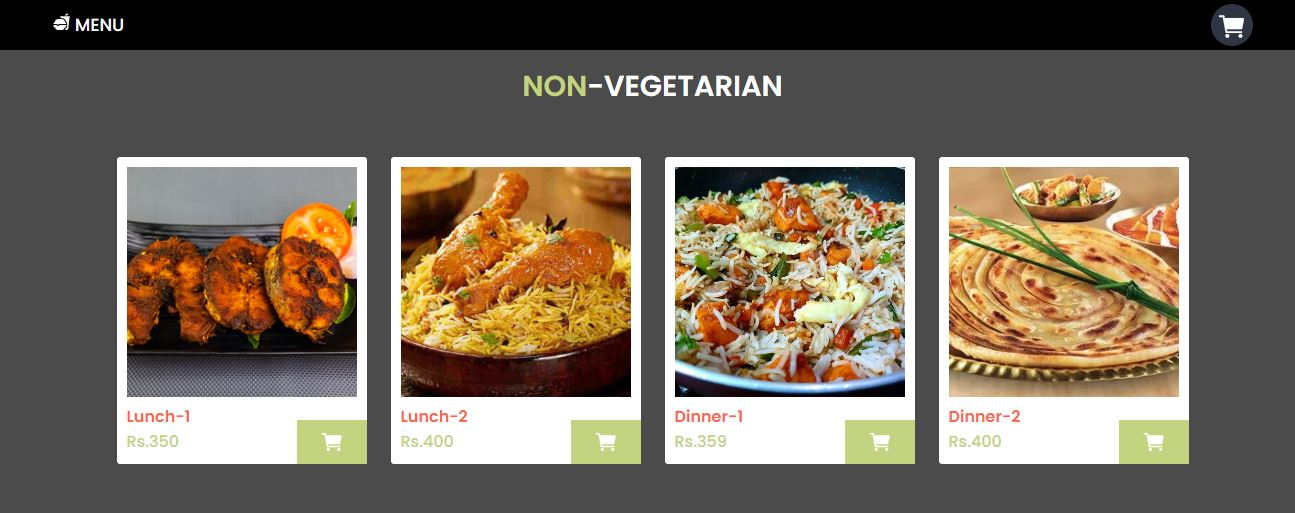 MENU
NON-VEGETARIAN
Lunch-1
Rs.350
Lunch-2
Rs.400
Dinner-1
Rs.359
Dinner-2
Rs.400